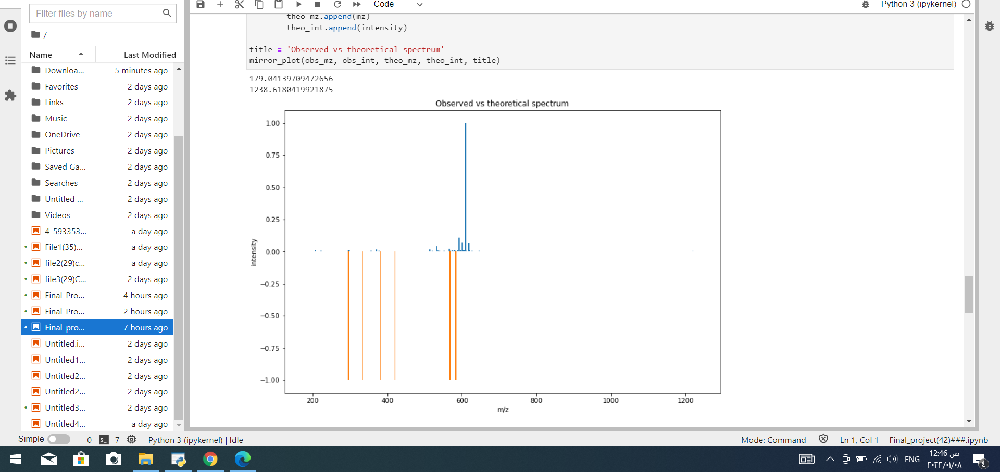 Filter files by name
/
Name
Last Modified
Downloa... 5 minutes ago
Favorites 2 days ago
Links 2 days ago
Music 2 days ago
OneDrive 2 days ago
Pictures 2 days ago
Saved Ga... 2 days ago
Searches 2 days ago
Untitled ... 2 days ago
Videos 2 days ago
4_593353... a day ago
File1(35)... a day ago
file2(29)c... a day ago
file3(29)C... 2 days ago
Final_Pro... 4 hours ago
Final_Pro... 2 hours ago
Final_pro... 7 hours ago
Untitled.i... 2 days ago
Untitled1... 2 days ago
Untitled2... 2 days ago
Untitled2... 2 days ago
Untitled3... 2 days ago
Untitled4... a day ago
Code
Python 3 (ipykernel)
theo_mz.append(mz)
theo_int.append(intensity)
title = 'Observed vs theoretical spectrum'
mirror_plot(obs_mz, obs_int, theo_mz, theo_int, title)
179.04139709472656
1238.6180419921875
Observed vs theoretical spectrum
1.00
0.75
0.50
0.25
0.00
−0.25
−0.50
−0.75
−1.00
intensity
200 400 600 800 1000 1200
m/z
Simple 0 $_ 7 Python 3 (ipykernel) | Idle
Mode: Command Ln 1, Col 1 Final_project(42)###.ipynb
ENG
12:46 ص
٢٠٢٢/٠١/٠٨
٤